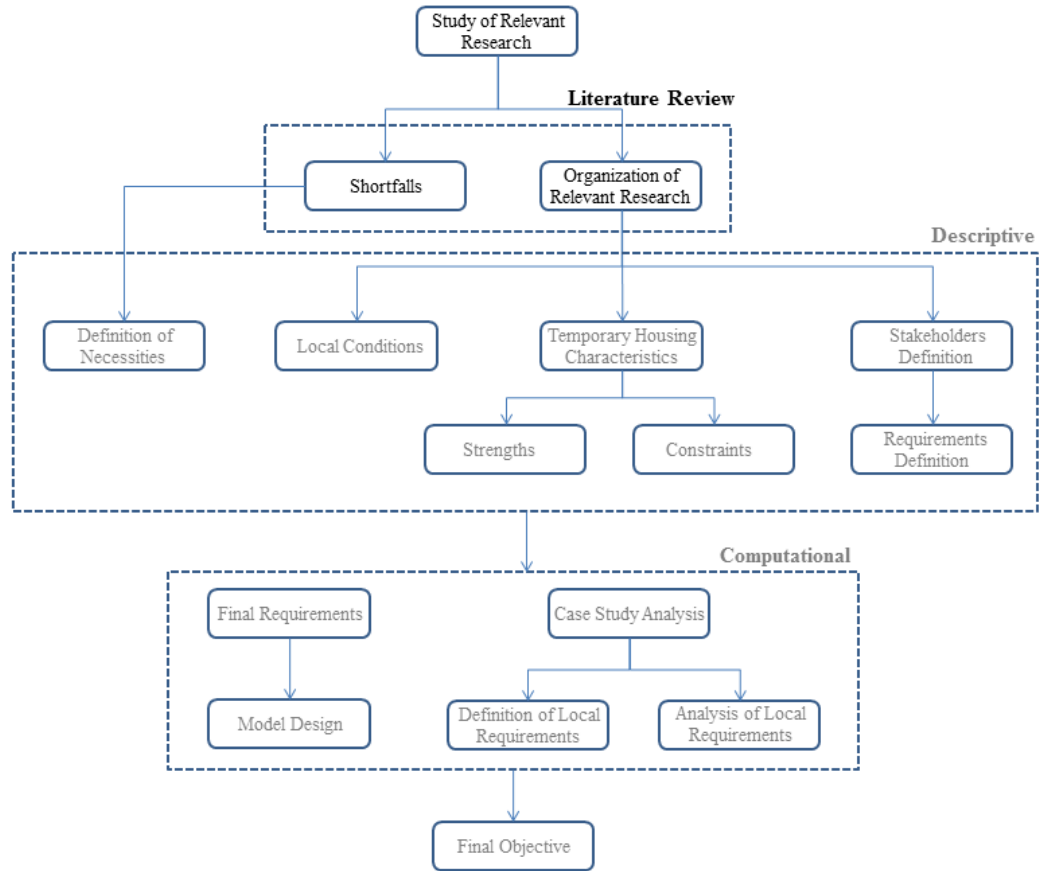 Study of Relevant
Research
Literature Review
Shortfalls
Organization of
Relevant Research
Descriptive
Definition of
Necessities
Local Conditions
Temporary Housing
Characteristics
Stakeholders
Definition
Strengths
Constraints
Requirements
Definition
Computational
Final Requirements
Case Study Analysis
Model Design
Definition of Local
Requirements
Analysis of Local
Requirements
Final Objective